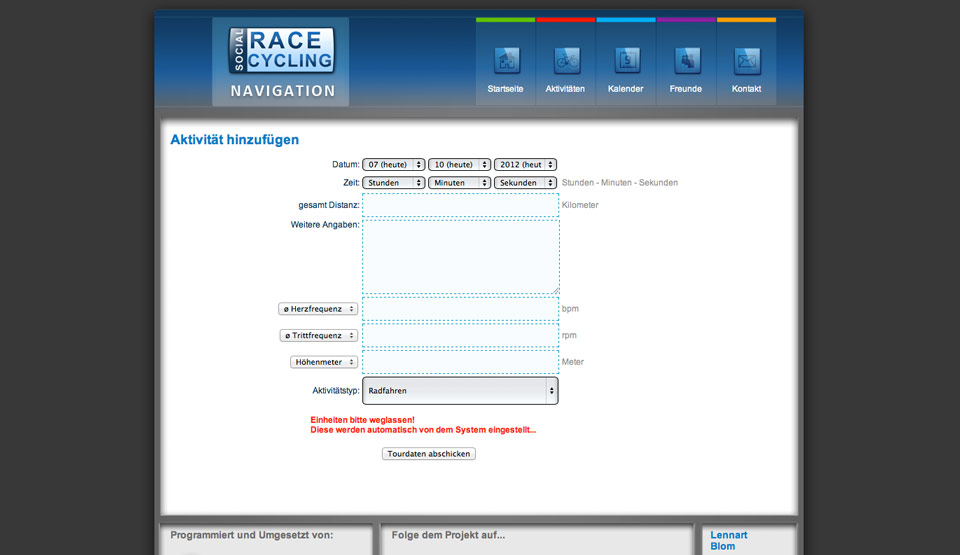 SOCIAL
RACE
CYCLING
NAVIGATION
Startseite Aktivitäten Kalender Freunde Kontakt
5
Aktivität hinzufügen
Datum: 07 (heute) 10 (heute) 2012 (heut
Zeit: Stunden Minuten Sekunden Stunden - Minuten - Sekunden
gesamt Distanz: Kilometer
Weitere Angaben:
ø Herzfrequenz bpm
ø Trittfrequenz rpm
Höhenmeter Meter
Aktivitätstyp: Radfahren
Einheiten bitte weglassen!
Diese werden automatisch von dem System eingestellt...
Tourdaten abschicken
Programmiert und Umgesetzt von: Folge dem Projekt auf... Lennart
Blom